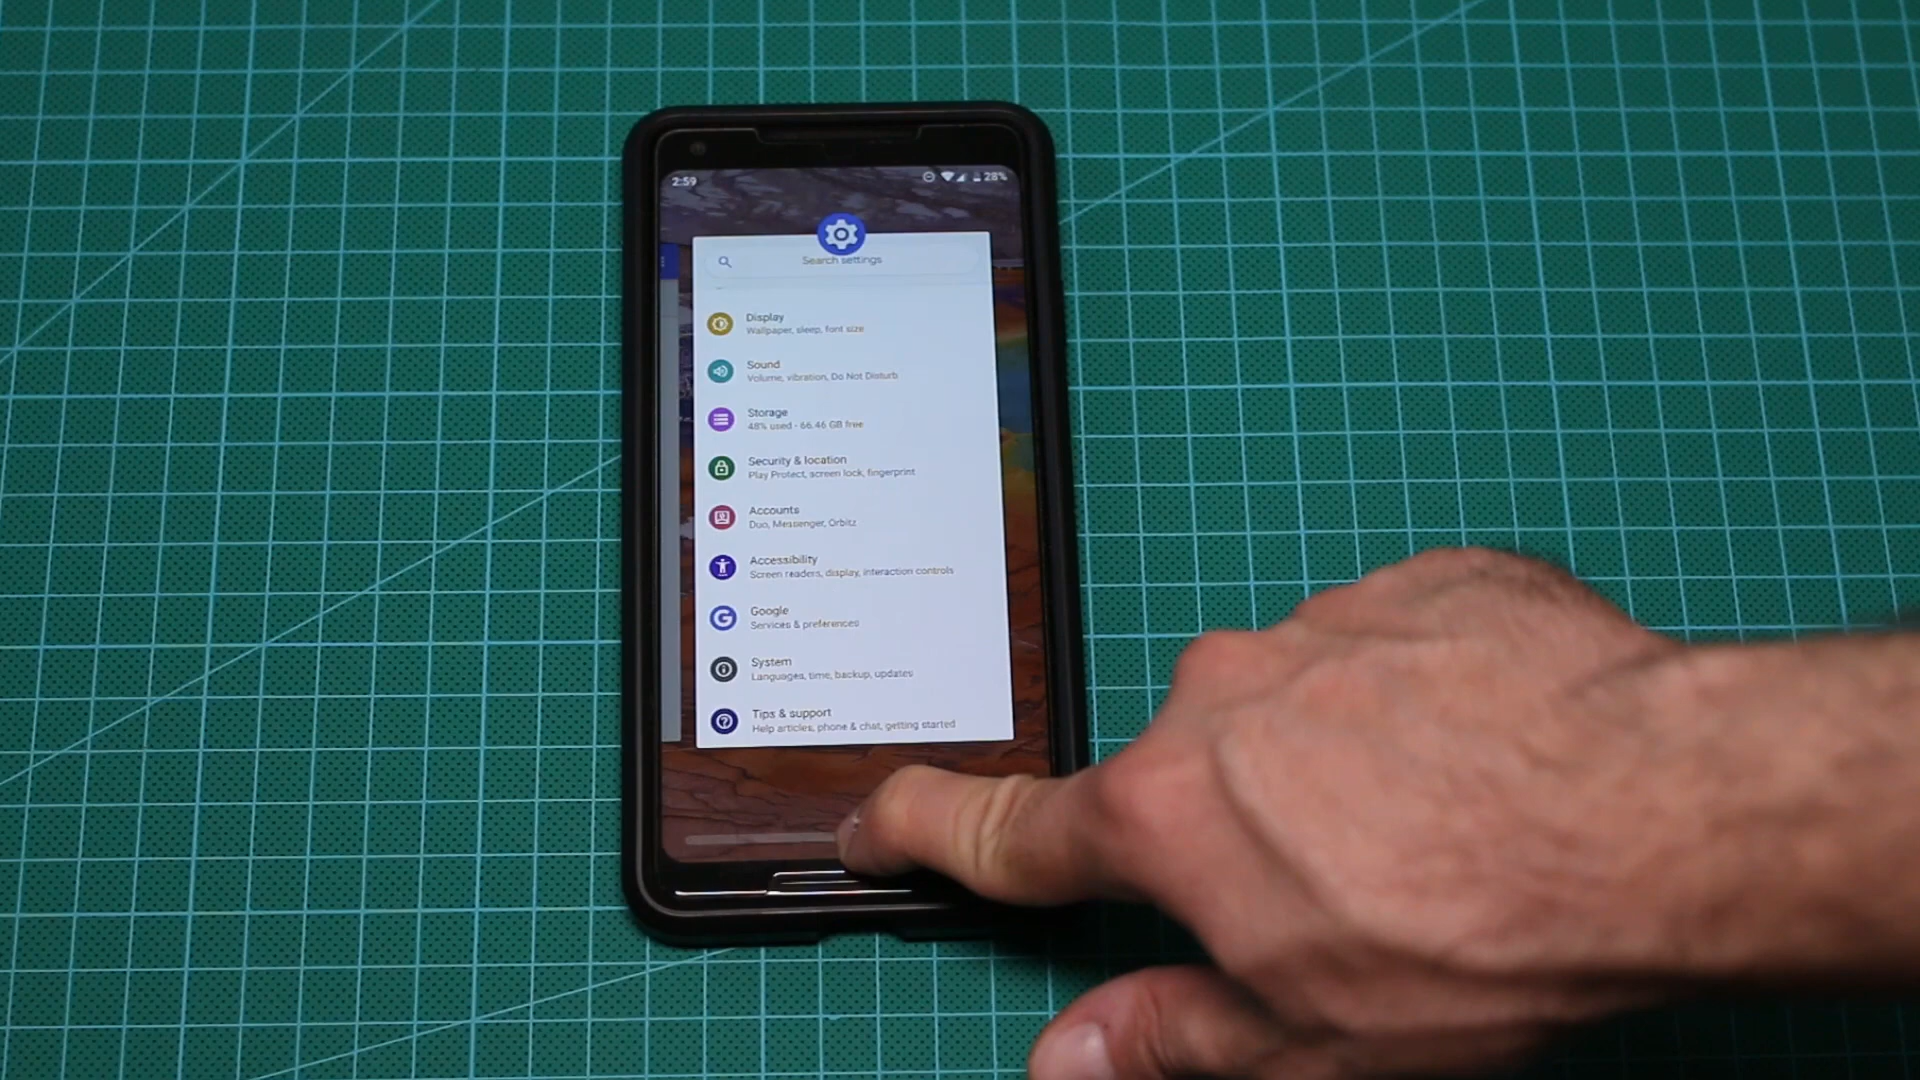 2:59
28%
Search settings
Display
Wallpaper, sleep, font size
Sound
Volume, vibration, Do Not Disturb
Storage
48% used - 66.46 GB free
Security & location
Play Protect, screen lock, fingerprint
Accounts
Duo, Messenger, Orbitz
Accessibility
Screen readers, display, interaction controls
Google
Services & preferences
System
Languages, time, backup, updates
Tips & support
Help articles, phone & chat, getting started